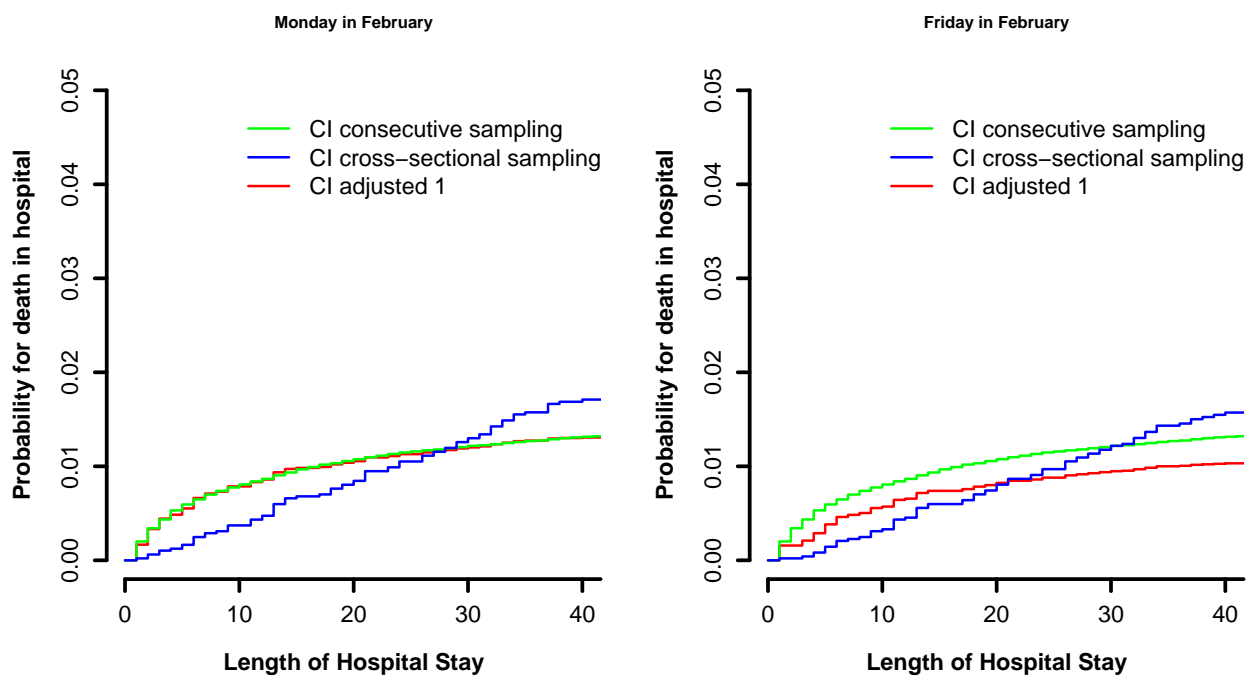 Monday in February
Probability for death in hospital
0.05
0.04
0.03
0.02
0.01
0.00
CI consecutive sampling
CI cross−sectional sampling
CI adjusted 1
0 10 20 30 40
Length of Hospital Stay
Friday in February
Probability for death in hospital
0.05
0.04
0.03
0.02
0.01
0.00
CI consecutive sampling
CI cross−sectional sampling
CI adjusted 1
0 10 20 30 40
Length of Hospital Stay